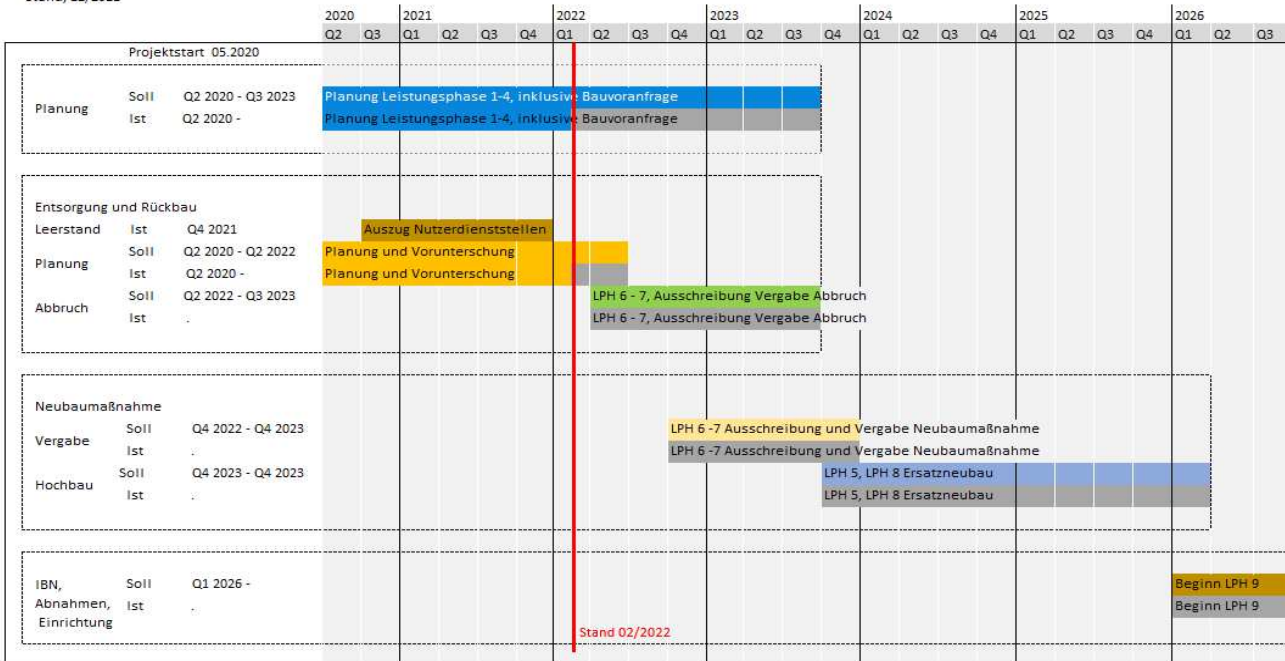 2020 2021 2022 2023 2024 2025 2026
Q2 Q3 Q1 Q2 Q3 Q4 Q1 Q2 Q3 Q4 Q1 Q2 Q3 Q4 Q1 Q2 Q3 Q4 Q1 Q2 Q3 Q4 Q1 Q2 Q3
Projektstart 05.2020
Planung
Soll Q2 2020 - Q3 2023 Planung Leistungsphase 1-4, inklusive Bauvoranfrage
Ist Q2 2020 - Planung Leistungsphase 1-4, inklusive Bauvoranfrage
Entsorgung und Rückbau
Leerstand Ist Q4 2021 Auszug Nutzerdienststellen
Planung
Soll Q2 2020 - Q2 2022 Planung und Vorunterschung
Ist Q2 2020 - Planung und Vorunterschung
Abbruch
Soll Q2 2022 - Q3 2023 LPH 6 - 7, Ausschreibung Vergabe Abbruch
Ist . LPH 6 - 7, Ausschreibung Vergabe Abbruch
Neubaumaßnahme
Vergabe
Soll Q4 2022 - Q4 2023 LPH 6 -7 Ausschreibung und Vergabe Neubaumaßnahme
Ist . LPH 6 -7 Ausschreibung und Vergabe Neubaumaßnahme
Hochbau
Soll Q4 2023 - Q4 2023 LPH 5, LPH 8 Ersatzneubau
Ist . LPH 5, LPH 8 Ersatzneubau
IBN,
Abnahmen,
Einrichtung
Soll Q1 2026 - Beginn LPH 9
Ist . Beginn LPH 9
Stand 02/2022